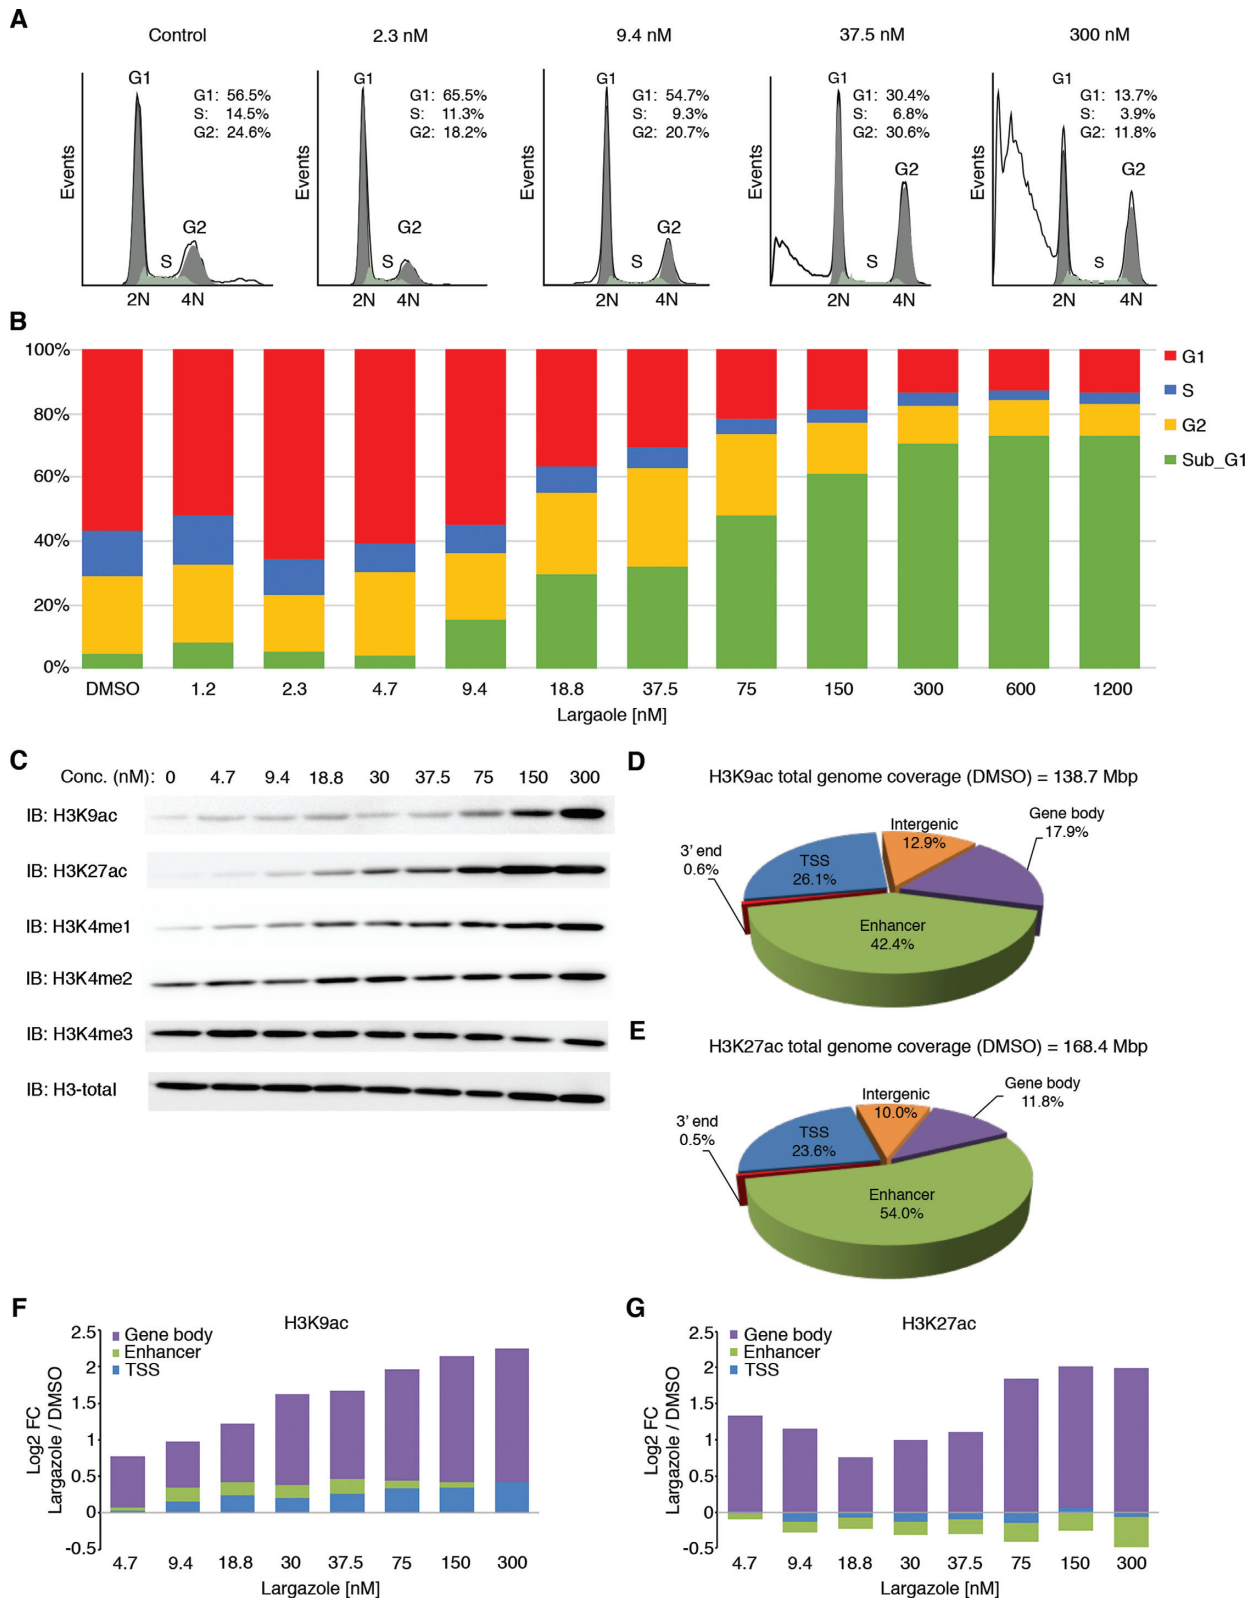 A
Control 2.3 nM 9.4 nM 37.5 nM 300 nM
Events G1 G1: 56.5% S: 14.5% G2: 24.6% G2 S 2N 4N
Events G1 G1: 65.5% S: 11.3% G2: 18.2% G2 S 2N 4N
Events G1 G1: 54.7% S: 9.3% G2: 20.7% G2 S 2N 4N
Events G1 G1: 30.4% S: 6.8% G2: 30.6% G2 S 2N 4N
Events G1 G1: 13.7% S: 3.9% G2: 11.8% G2 S 2N 4N
B
100%
80%
60%
40%
20%
0%
G1
S
G2
Sub_G1
DMSO 1.2 2.3 4.7 9.4 18.8 37.5 75 150 300 600 1200
Largaole [nM]
C
Conc. (nM): 0 4.7 9.4 18.8 30 37.5 75 150 300
IB: H3K9ac
IB: H3K27ac
IB: H3K4me1
IB: H3K4me2
IB: H3K4me3
IB: H3-total
D
H3K9ac total genome coverage (DMSO) = 138.7 Mbp
Gene body
17.9%
Intergenic
12.9%
3' end
0.6%
TSS
26.1%
Enhancer
42.4%
E
H3K27ac total genome coverage (DMSO) = 168.4 Mbp
Gene body
11.8%
Intergenic
10.0%
3' end
0.5%
TSS
23.6%
Enhancer
54.0%
F
H3K9ac
Log2 FC
Largazole / DMSO
2.5
2
1.5
1
0.5
0
-0.5
Gene body
Enhancer
TSS
4.7 9.4 18.8 30 37.5 75 150 300
Largazole [nM]
G
H3K27ac
Log2 FC
Largazole / DMSO
2.5
2
1.5
1
0.5
0
-0.5
Gene body
Enhancer
TSS
4.7 9.4 18.8 30 37.5 75 150 300
Largazole [nM]